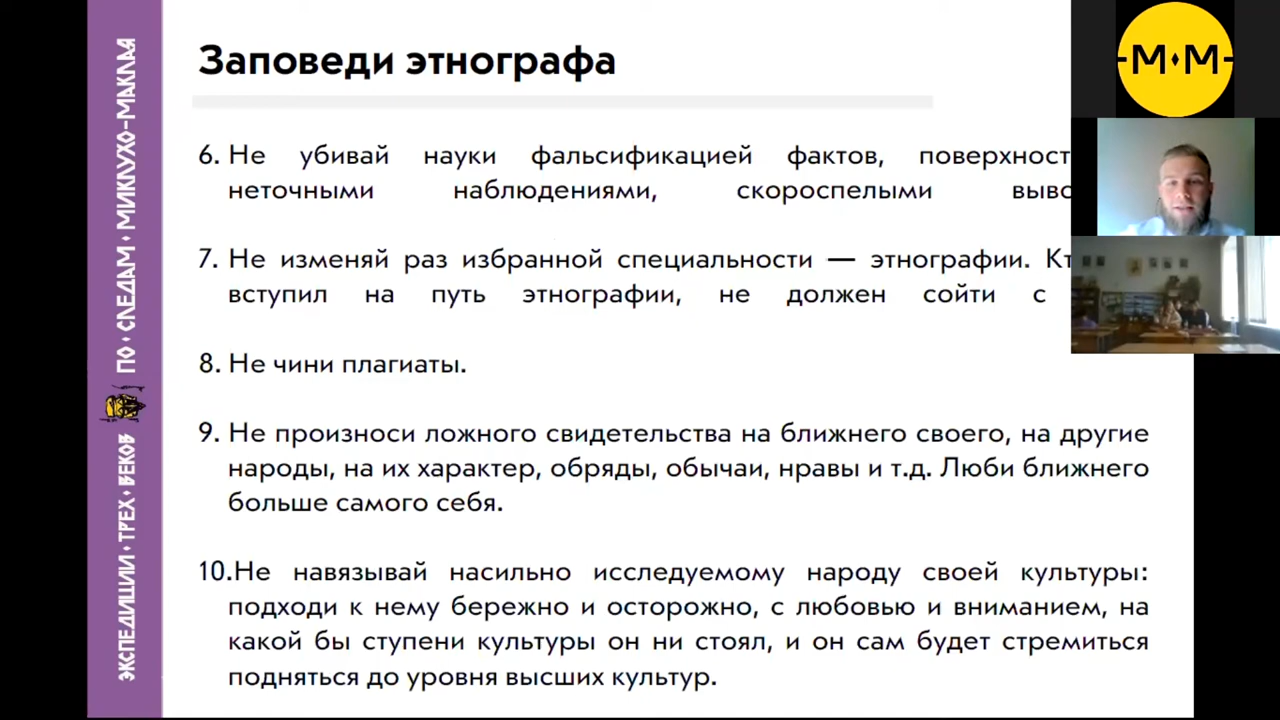 Заповеди этнографа
6. Не убивай науки фальсификацией фактов,
неточными наблюдениями, скороспелыми
7. Не изменяй раз избранной специальности — этнографии.
вступил на путь этнографии, не должен сойти с
8. Не чини плагиаты.
9. Не произноси ложного свидетельства на ближнего своего, на другие
народы, на их характер, обряды, обычаи, нравы и т.д. Люби ближнего
больше самого себя.
10.Не навязывай насильно исследуемому народу своей культуры:
подходи к нему бережно и осторожно, с любовью и вниманием, на
какой бы ступени культуры он ни стоял, и он сам будет стремиться
подняться до уровня высших культур.
ЭКСПЕДИЦИИ • ТРЕХ • ВЕКОВ ПО • СЛЕДАМ • МИКЛУХО-МАКЛАЯ
-М•М-